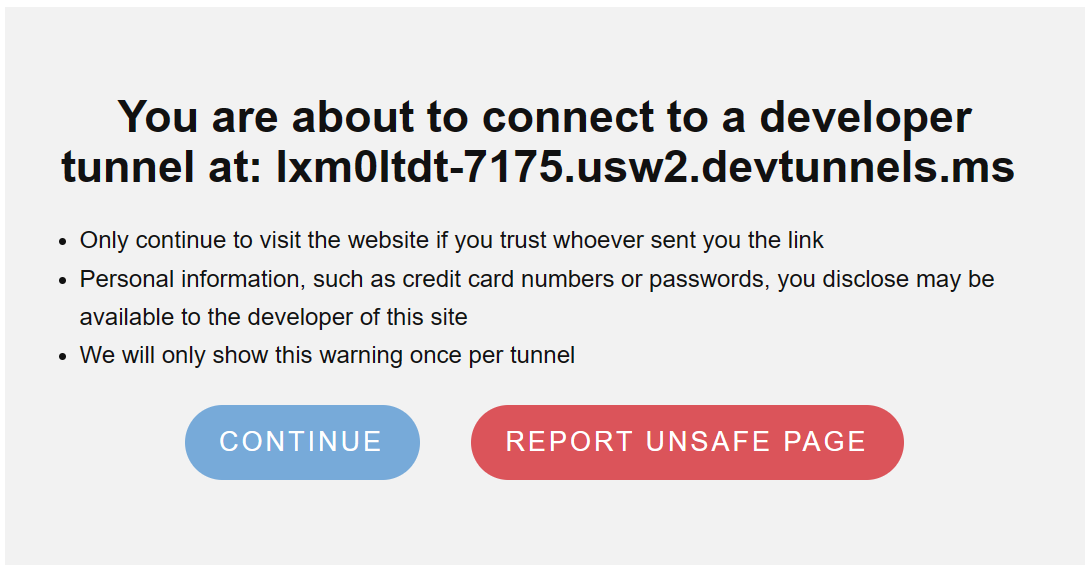 You are about to connect to a developer
tunnel at: lxm0ltdt-7175.usw2.devtunnels.ms
• Only continue to visit the website if you trust whoever sent you the link
• Personal information, such as credit card numbers or passwords, you disclose may be
available to the developer of this site
• We will only show this warning once per tunnel
CONTINUE REPORT UNSAFE PAGE